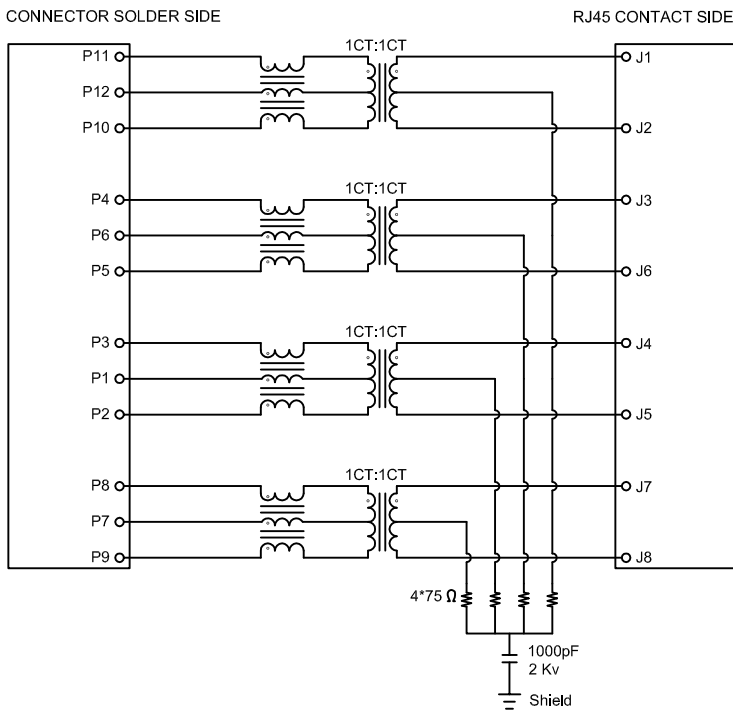 CONNECTOR SOLDER SIDE
RJ45 CONTACT SIDE
1CT:1CT
P11
J1
P12
P10
J2
1CT:1CT
P4
J3
P6
P5
J6
1CT:1CT
P3
J4
P1
P2
J5
1CT:1CT
P8
J7
P7
P9
J8
4*75 Ω
1000pF
2 Kv
Shield